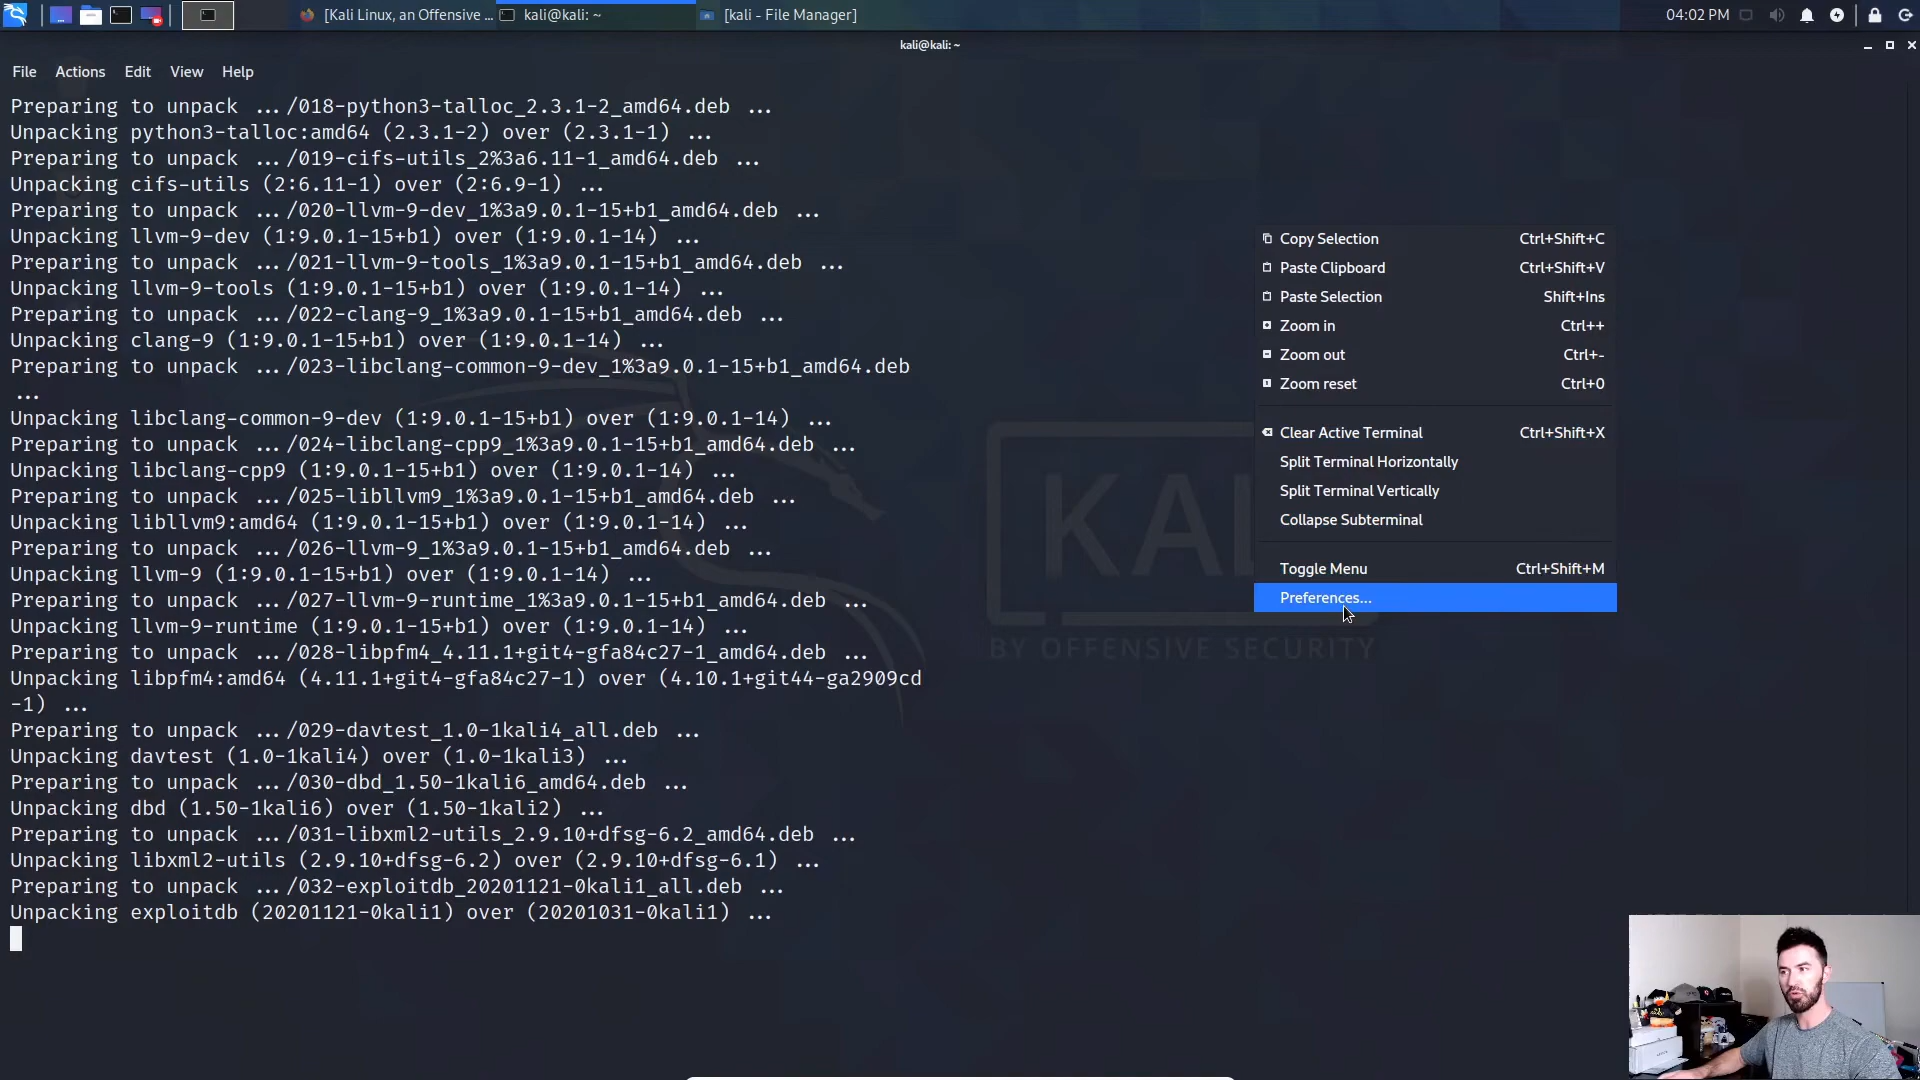 [Kali Linux, an Offensive ...
kali@kali: ~
[kali - File Manager]
04:02 PM
kali@kali: ~
File Actions Edit View Help
Preparing to unpack .../018-python3-talloc_2.3.1-2_amd64.deb ...
Unpacking python3-talloc:amd64 (2.3.1-2) over (2.3.1-1) ...
Preparing to unpack .../019-cifs-utils_2%3a6.11-1_amd64.deb ...
Unpacking cifs-utils (2:6.11-1) over (2:6.9-1) ...
Preparing to unpack .../020-llvm-9-dev_1%3a9.0.1-15+b1_amd64.deb ...
Unpacking llvm-9-dev (1:9.0.1-15+b1) over (1:9.0.1-14) ...
Preparing to unpack .../021-llvm-9-tools_1%3a9.0.1-15+b1_amd64.deb ...
Unpacking llvm-9-tools (1:9.0.1-15+b1) over (1:9.0.1-14) ...
Preparing to unpack .../022-clang-9_1%3a9.0.1-15+b1_amd64.deb ...
Unpacking clang-9 (1:9.0.1-15+b1) over (1:9.0.1-14) ...
Preparing to unpack .../023-libclang-common-9-dev_1%3a9.0.1-15+b1_amd64.deb
...
Unpacking libclang-common-9-dev (1:9.0.1-15+b1) over (1:9.0.1-14) ...
Preparing to unpack .../024-libclang-cpp9_1%3a9.0.1-15+b1_amd64.deb ...
Unpacking libclang-cpp9 (1:9.0.1-15+b1) over (1:9.0.1-14) ...
Preparing to unpack .../025-libllvm9_1%3a9.0.1-15+b1_amd64.deb ...
Unpacking libllvm9:amd64 (1:9.0.1-15+b1) over (1:9.0.1-14) ...
Preparing to unpack .../026-llvm-9_1%3a9.0.1-15+b1_amd64.deb ...
Unpacking llvm-9 (1:9.0.1-15+b1) over (1:9.0.1-14) ...
Preparing to unpack .../027-llvm-9-runtime_1%3a9.0.1-15+b1_amd64.deb ...
Unpacking llvm-9-runtime (1:9.0.1-15+b1) over (1:9.0.1-14) ...
Preparing to unpack .../028-libpfm4_4.11.1+git4-gfa84c27-1_amd64.deb ...
Unpacking libpfm4:amd64 (4.11.1+git4-gfa84c27-1) over (4.10.1+git44-ga2909cd
-1) ...
Preparing to unpack .../029-davtest_1.0-1kali4_all.deb ...
Unpacking davtest (1.0-1kali4) over (1.0-1kali3) ...
Preparing to unpack .../030-dbd_1.50-1kali6_amd64.deb ...
Unpacking dbd (1.50-1kali6) over (1.50-1kali2) ...
Preparing to unpack .../031-libxml2-utils_2.9.10+dfsg-6.2_amd64.deb ...
Unpacking libxml2-utils (2.9.10+dfsg-6.2) over (2.9.10+dfsg-6.1) ...
Preparing to unpack .../032-exploitdb_20201121-0kali1_all.deb ...
Unpacking exploitdb (20201121-0kali1) over (20201031-0kali1) ...
Copy Selection Ctrl+Shift+C
Paste Clipboard Ctrl+Shift+V
Paste Selection Shift+Ins
Zoom in Ctrl++
Zoom out Ctrl+-
Zoom reset Ctrl+0
Clear Active Terminal Ctrl+Shift+X
Split Terminal Horizontally
Split Terminal Vertically
Collapse Subterminal
Toggle Menu Ctrl+Shift+M
Preferences...
KAL
BY OFFENSIVE SECURITY